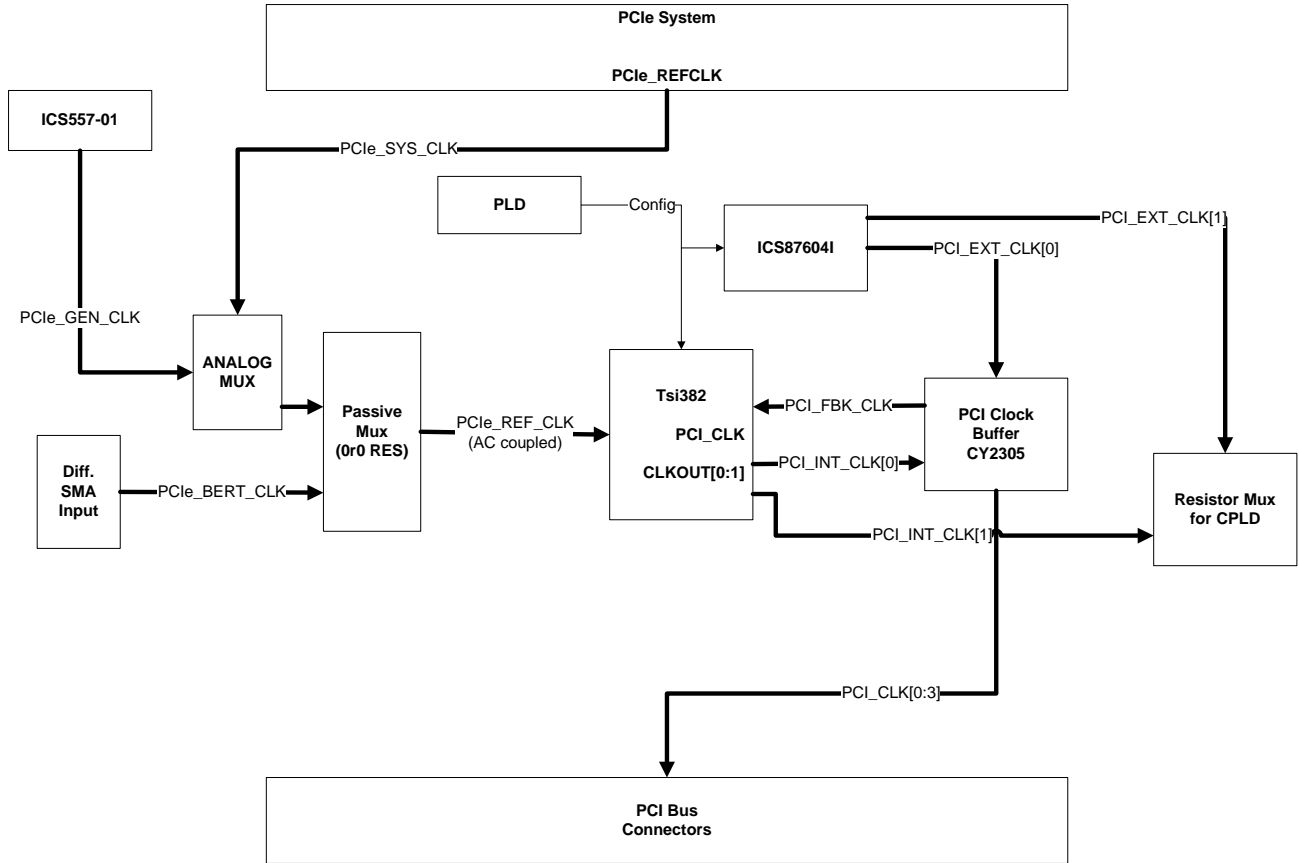 PCIe System
PCIe_REFCLK
ICS557-01
PCIe_SYS_CLK
PLD
Config
ICS87604I
PCI_EXT_CLK[1]
PCI_EXT_CLK[0]
PCIe_GEN_CLK
ANALOG
MUX
Passive
Mux
(0r0 RES)
PCIe_REF_CLK
(AC coupled)
Tsi382
PCI_CLK
CLKOUT[0:1]
PCI_FBK_CLK
PCI_INT_CLK[0]
PCI_INT_CLK[1]
PCI Clock
Buffer
CY2305
Diff.
SMA
Input
PCIe_BERT_CLK
Resistor Mux
for CPLD
PCI_CLK[0:3]
PCI Bus
Connectors